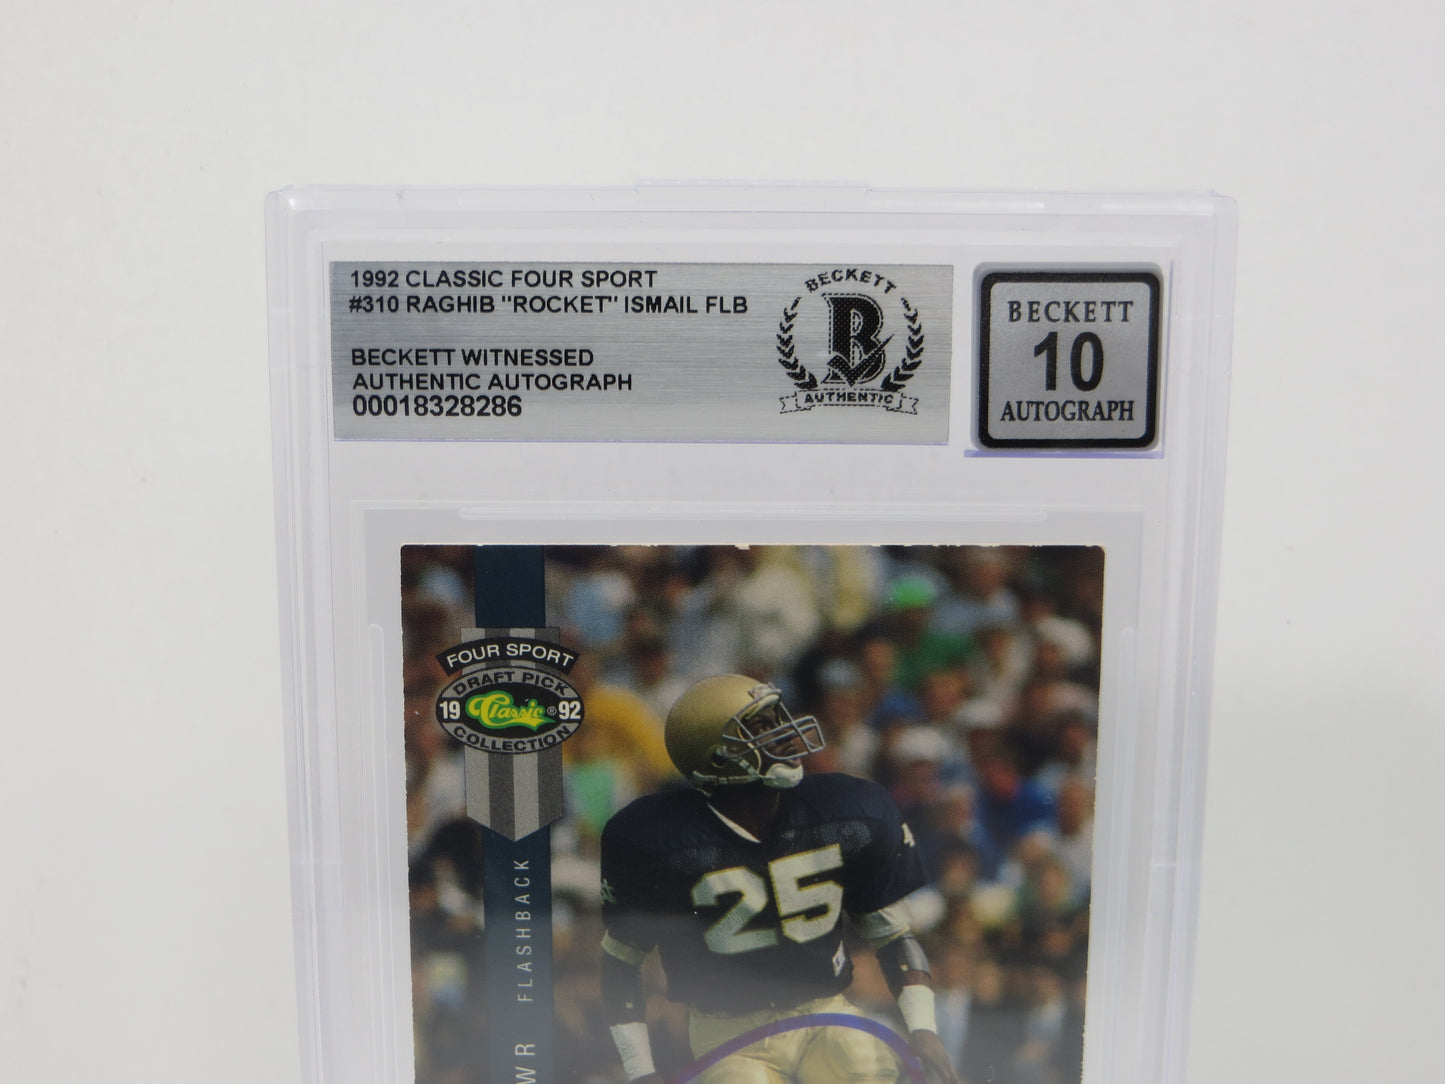 1992 CLASSIC FOUR SPORT
#310 RAGHIB "ROCKET" ISMAIL FLB
BECKETT WITNESSED
AUTHENTIC AUTOGRAPH
00018328286
BECKETT
B
AUTHENTIC
BECKETT
10
AUTOGRAPH
FOUR SPORT
DRAFT PICK
19 Classic® 92
COLLECTION
WR FLASHBACK
25